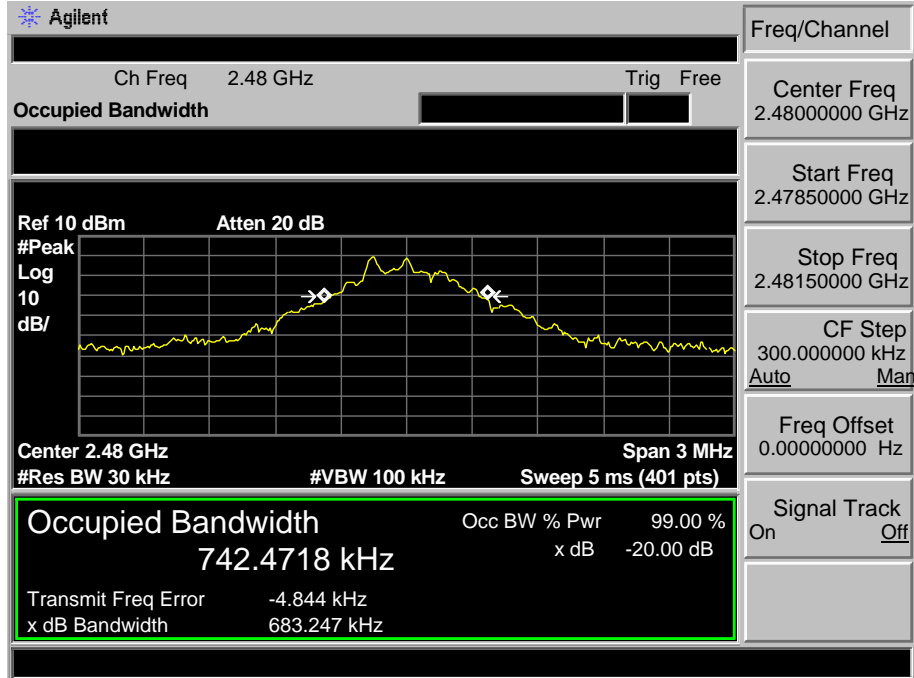 Agilent
Freq/Channel
Ch Freq 2.48 GHz Trig Free
Occupied Bandwidth
Center Freq
2.48000000 GHz
Start Freq
2.47850000 GHz
Stop Freq
2.48150000 GHz
CF Step
300.000000 kHz
Auto Man
Freq Offset
0.00000000 Hz
Signal Track
On Off
Ref 10 dBm Atten 20 dB
#Peak
Log
10
dB/
Center 2.48 GHz Span 3 MHz
#Res BW 30 kHz #VBW 100 kHz Sweep 5 ms (401 pts)
Occupied Bandwidth Occ BW % Pwr 99.00 %
742.4718 kHz x dB -20.00 dB
Transmit Freq Error -4.844 kHz
x dB Bandwidth 683.247 kHz